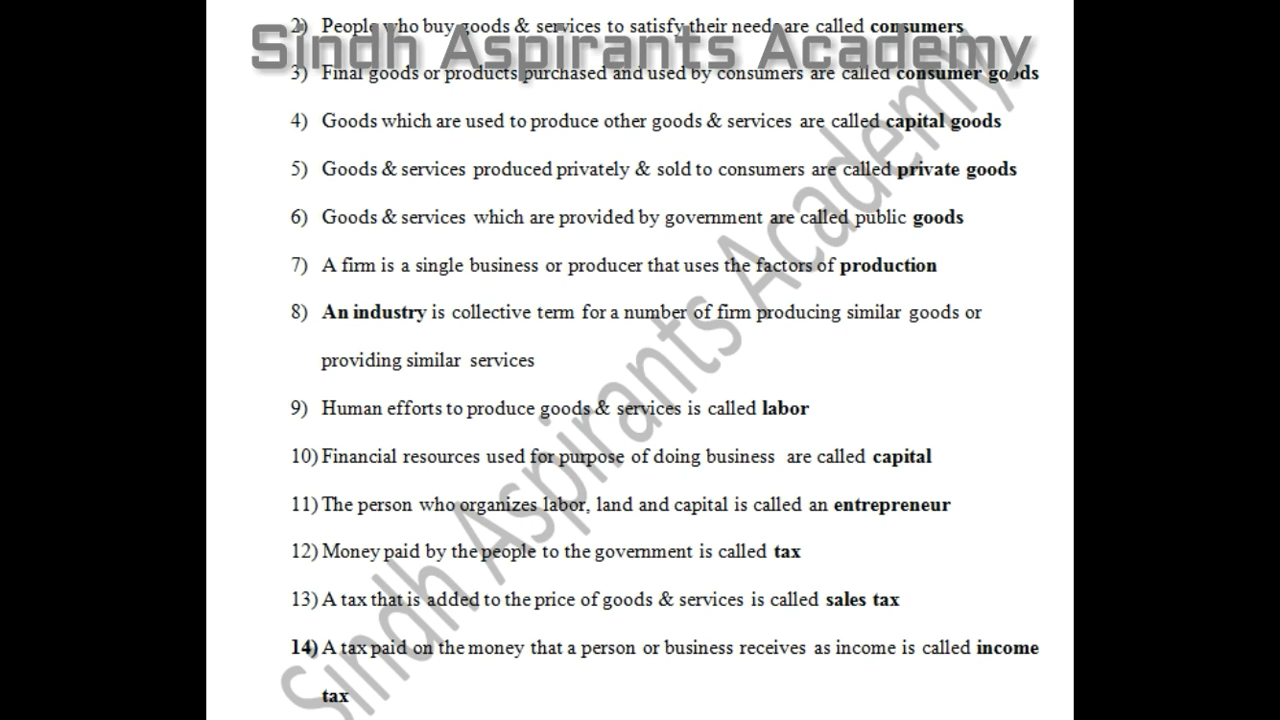 Sindh Aspirants Academy
2) People who buy goods & services to satisfy their needs are called consumers
3) Final goods or products purchased and used by consumers are called consumer goods
4) Goods which are used to produce other goods & services are called capital goods
5) Goods & services produced privately & sold to consumers are called private goods
6) Goods & services which are provided by government are called public goods
7) A firm is a single business or producer that uses the factors of production
8) An industry is collective term for a number of firm producing similar goods or
providing similar services
9) Human efforts to produce goods & services is called labor
10) Financial resources used for purpose of doing business are called capital
11) The person who organizes labor, land and capital is called an entrepreneur
12) Money paid by the people to the government is called tax
13) A tax that is added to the price of goods & services is called sales tax
14) A tax paid on the money that a person or business receives as income is called income
tax
Sindh Aspirants Academy